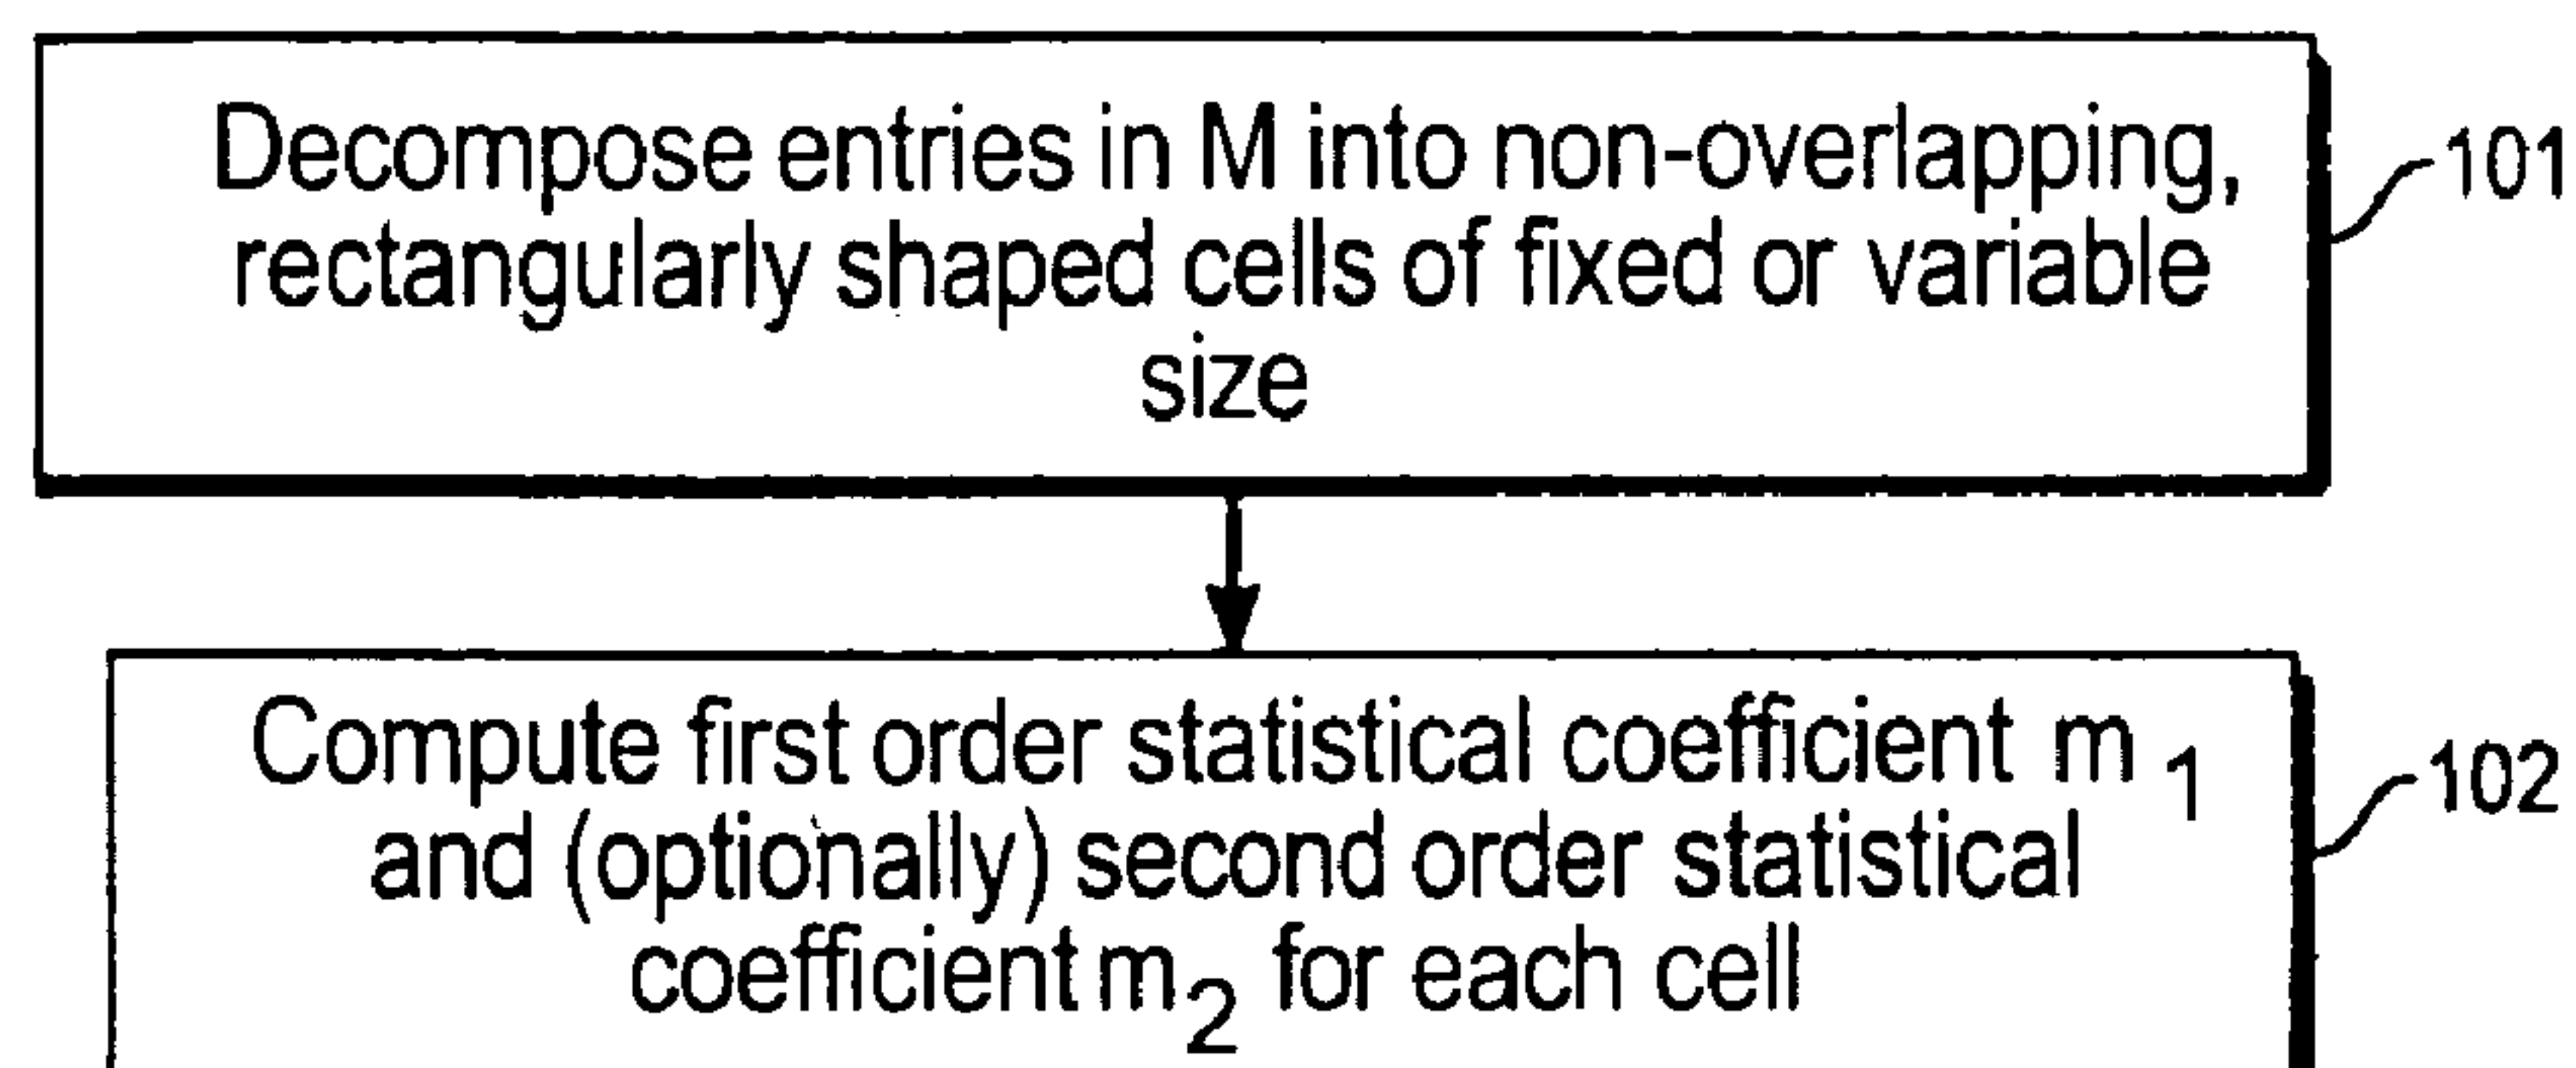 Decompose entries in M into non-overlapping,
rectangularly shaped cells of fixed or variable
size
101
Compute first order statistical coefficient m 1
and (optionally) second order statistical
coefficient m2 for each cell
102